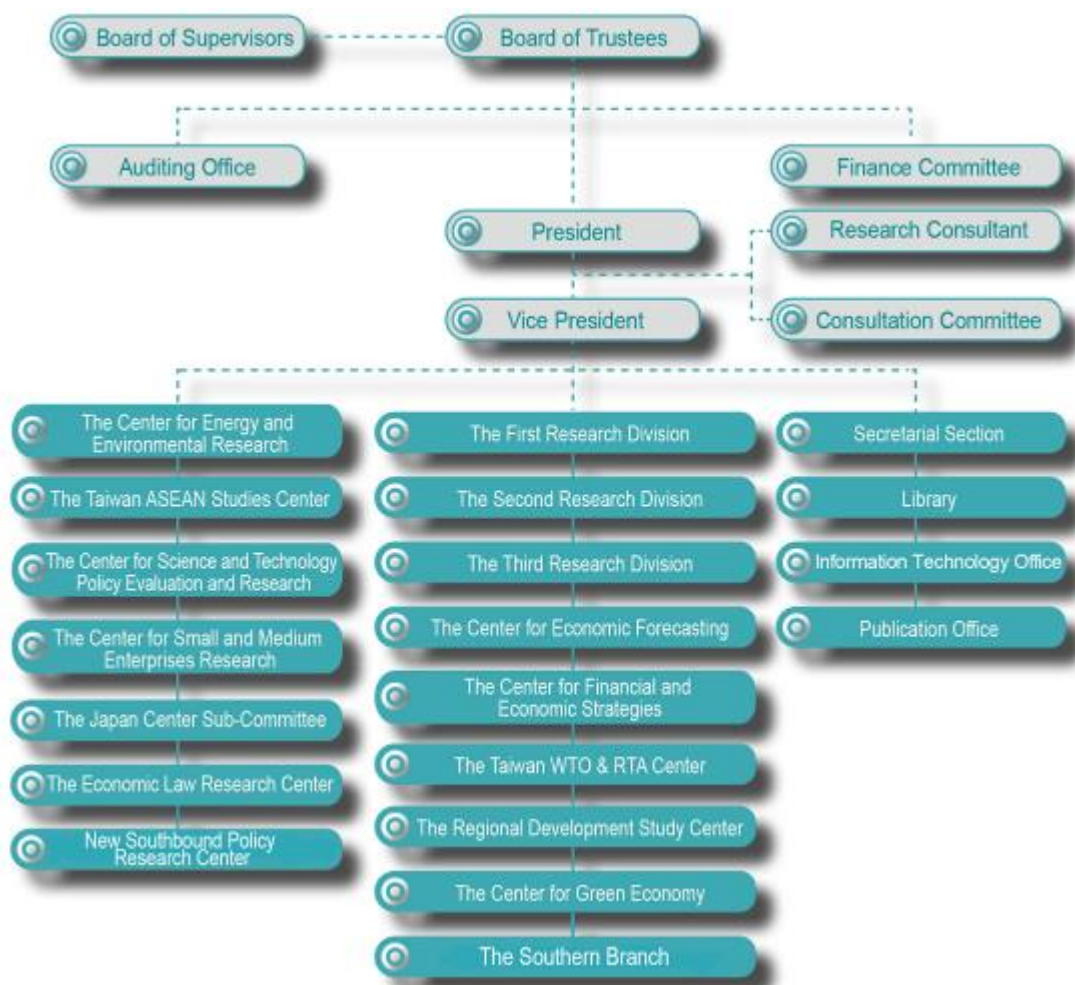 Board of Supervisors
Board of Trustees
Auditing Office
Finance Committee
President
Research Consultant
Vice President
Consultation Committee
The Center for Energy and
Environmental Research
The Taiwan ASEAN Studies Center
The Center for Science and Technology
Policy Evaluation and Research
The Center for Small and Medium
Enterprises Research
The Japan Center Sub-Committee
The Economic Law Research Center
New Southbound Policy
Research Center
The First Research Division
The Second Research Division
The Third Research Division
The Center for Economic Forecasting
The Center for Financial and
Economic Strategies
The Taiwan WTO & RTA Center
The Regional Development Study Center
The Center for Green Economy
The Southern Branch
Secretarial Section
Library
Information Technology Office
Publication Office